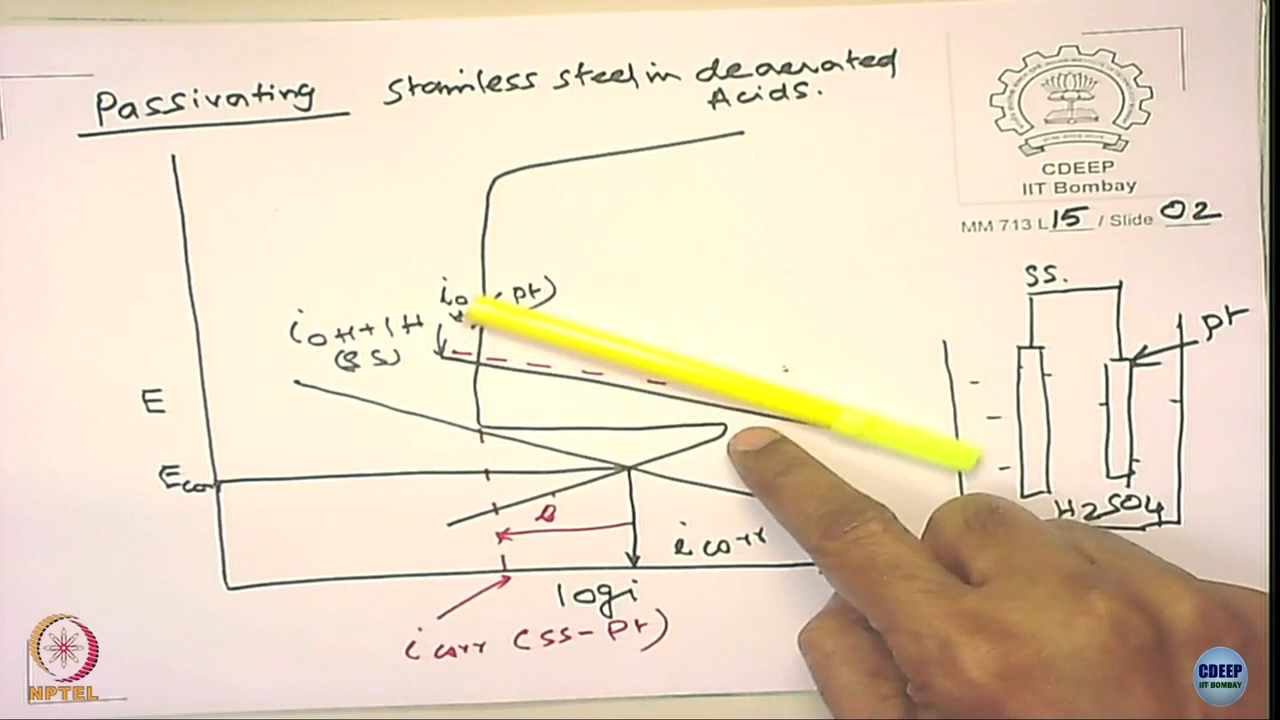 Passivating
Stainless steel in deaerated
Acids.
CDEEP
IIT Bombay
MM 713 L 15 / Slide 02
SS.
Pt
H2SO4
io Pt)
io H+/H
(SS)
E
Ecorr
icorr
logi
icorr (SS-Pt)
NPTEL
CDEEP
IIT BOMBAY